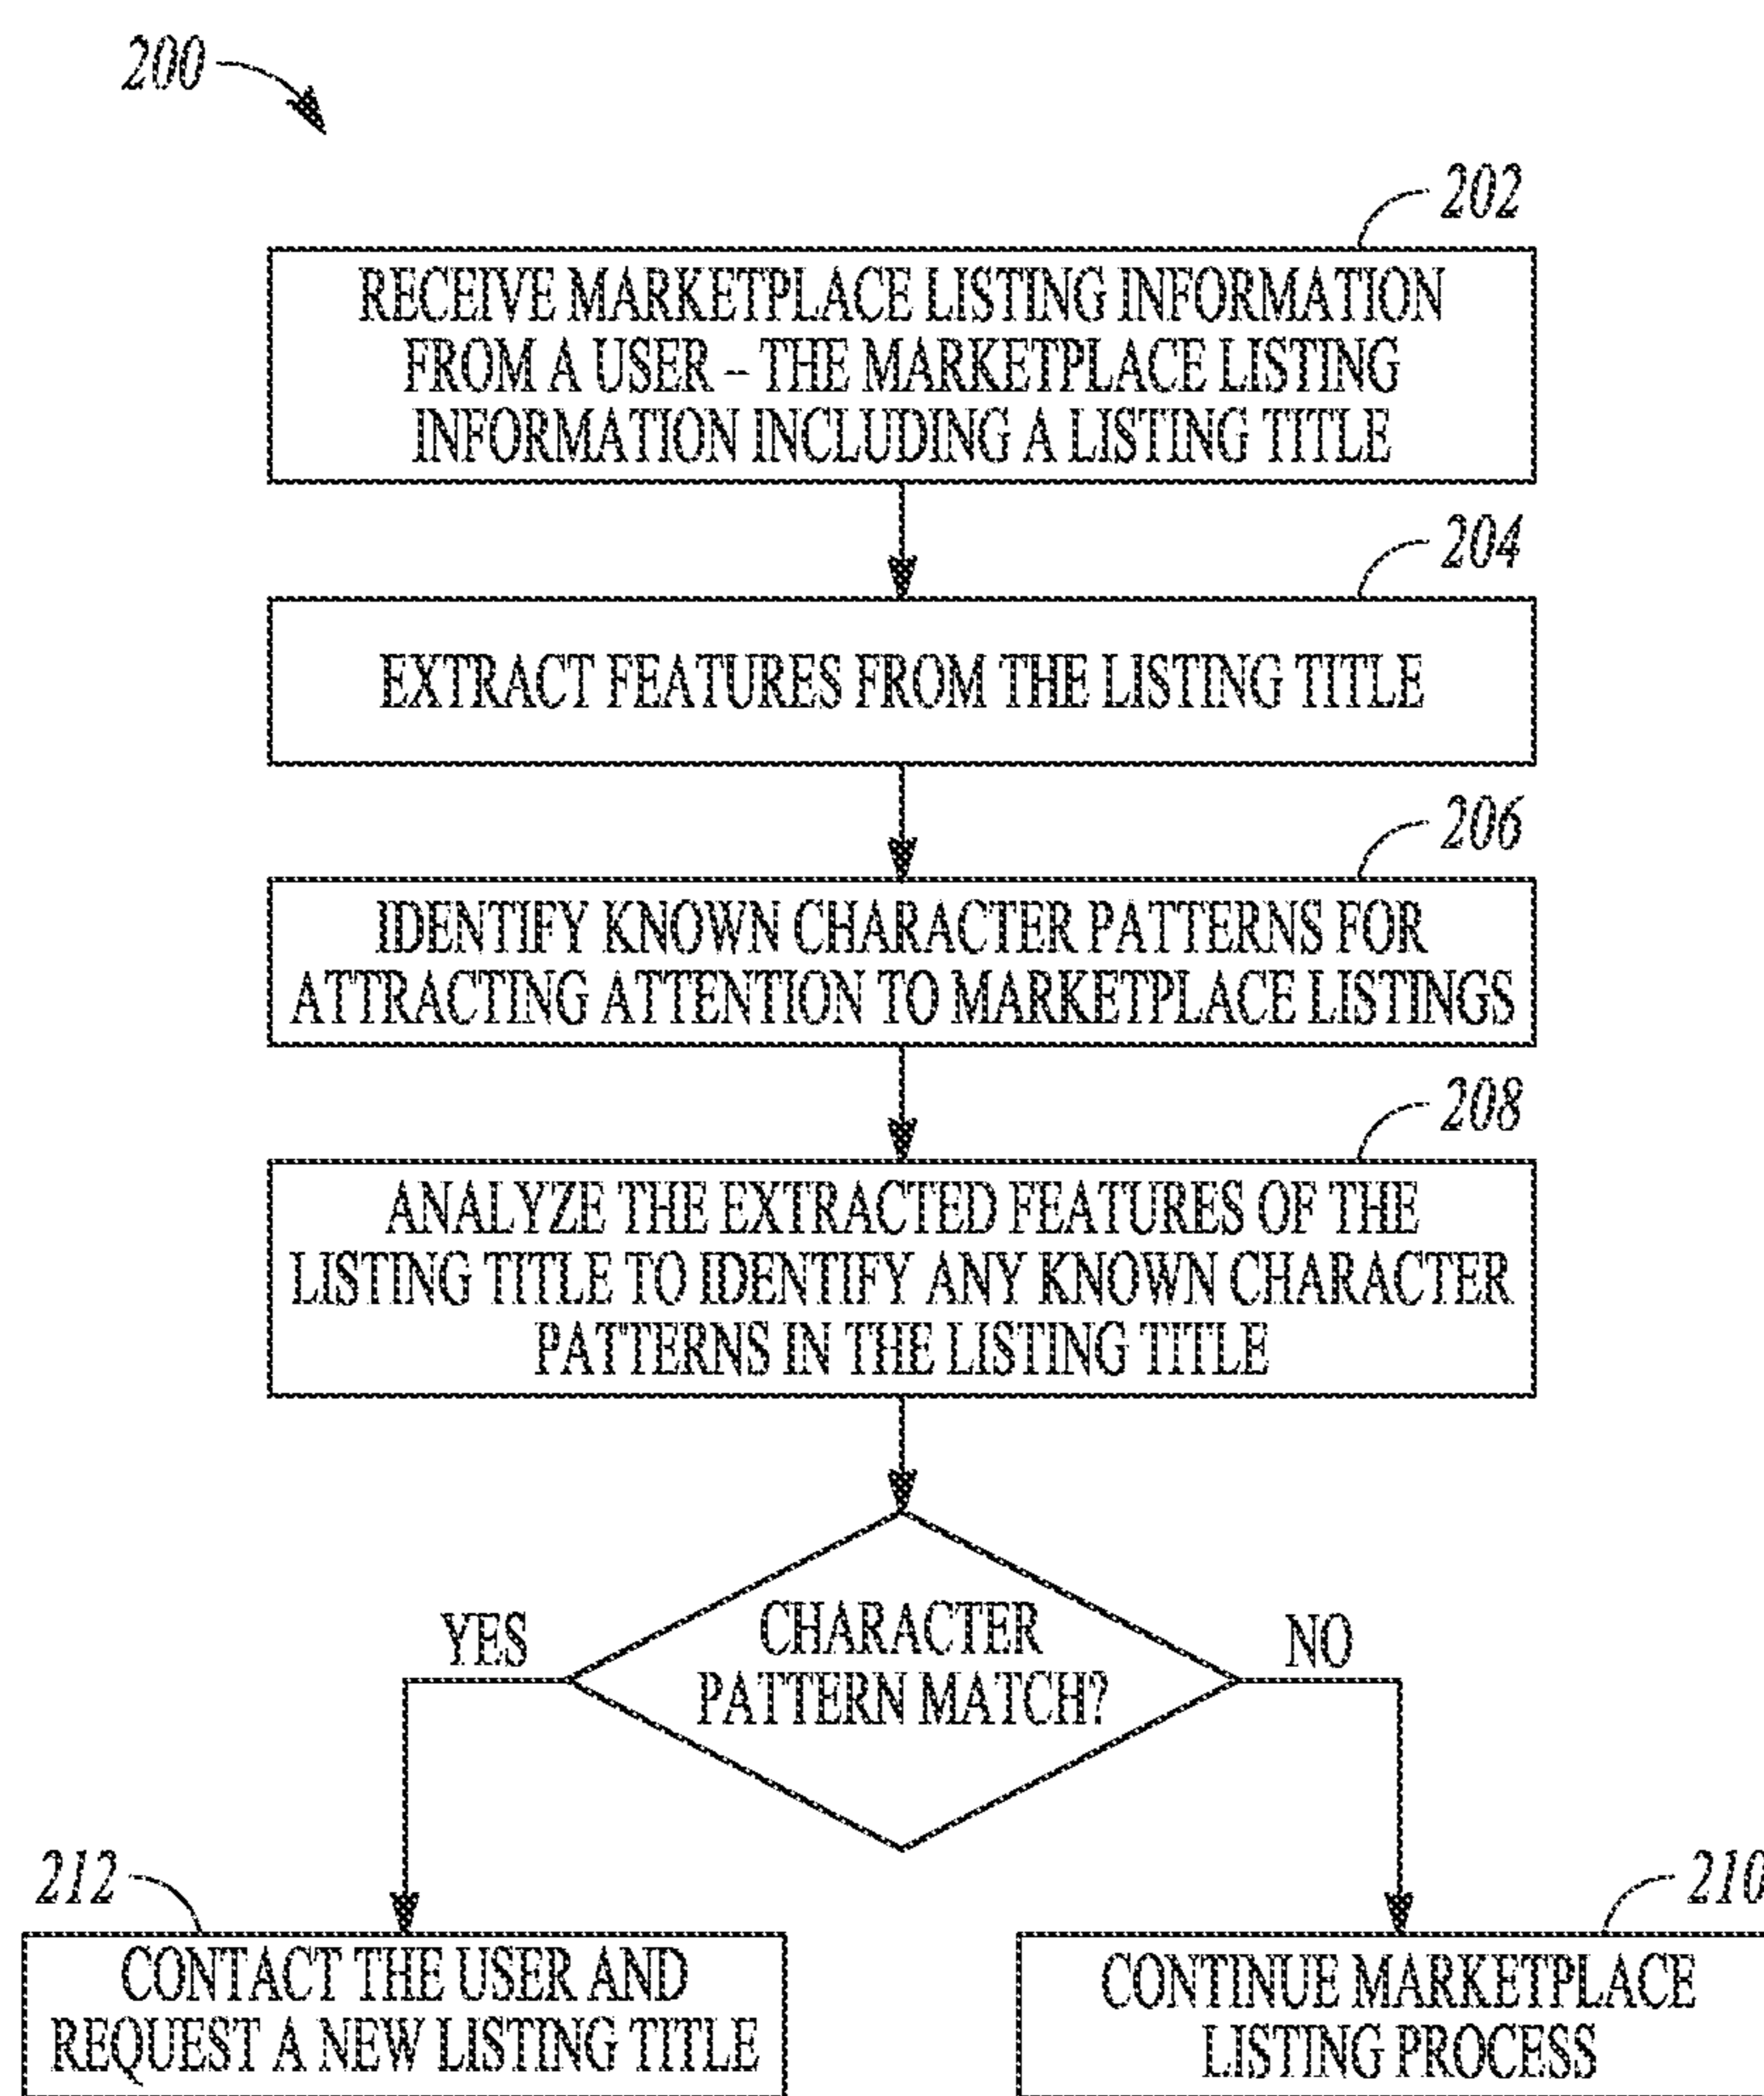 200
202
RECEIVE MARKETPLACE LISTING INFORMATION
FROM A USER -- THE MARKETPLACE LISTING
INFORMATION INCLUDING A LISTING TITLE
204
EXTRACT FEATURES FROM THE LISTING TITLE
206
IDENTIFY KNOWN CHARACTER PATTERNS FOR
ATTRACTING ATTENTION TO MARKETPLACE LISTINGS
208
ANALYZE THE EXTRACTED FEATURES OF THE
LISTING TITLE TO IDENTIFY ANY KNOWN CHARACTER
PATTERNS IN THE LISTING TITLE
CHARACTER
PATTERN MATCH?
YES
NO
212
CONTACT THE USER AND
REQUEST A NEW LISTING TITLE
210
CONTINUE MARKETPLACE
LISTING PROCESS